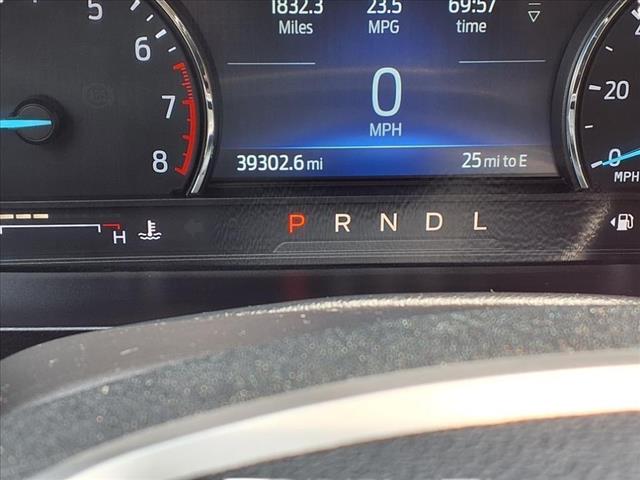 1832.3 23.5 69:57
Miles MPG time
5
6
7
8
0
MPH
39302.6 mi 25 mi to E
20
0
MPH
H
P R N D L